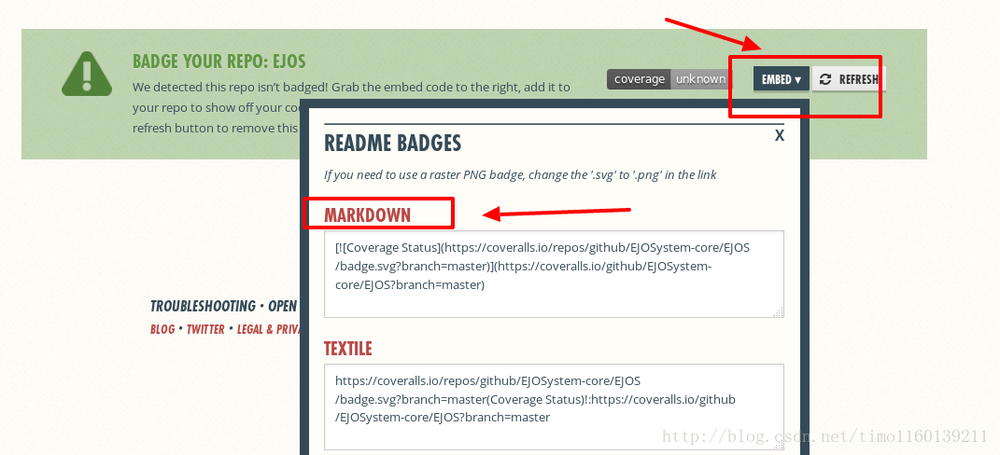 BADGE YOUR REPO: EJOS
We detected this repo isn't badged! Grab the embed code to the right, add it to
your repo to show off your
refresh button to remove this
coverage unknown
EMBED ▾
REFRESH
README BADGES
X
If you need to use a raster PNG badge, change the '.svg' to '.png' in the link
MARKDOWN
[![Coverage Status](https://coveralls.io/repos/github/EJOSystem-core/EJOS
/badge.svg?branch=master)](https://coveralls.io/github/EJOSystem-
core/EJOS?branch=master)
TEXTILE
https://coveralls.io/repos/github/EJOSystem-core/EJOS
/badge.svg?branch=master(Coverage Status)!:https://coveralls.io/github
/EJOSystem-core/EJOS?branch=master
TROUBLESHOOTING • OPEN
BLOG • TWITTER • LEGAL &
http://blog.csdn.net/timo1160139211